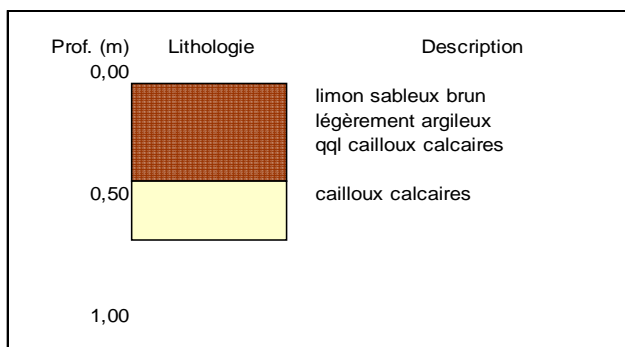 Prof. (m) Lithologie Description
0,00
limon sableux brun
légèrement argileux
qql cailloux calcaires
0,50 cailloux calcaires
1,00